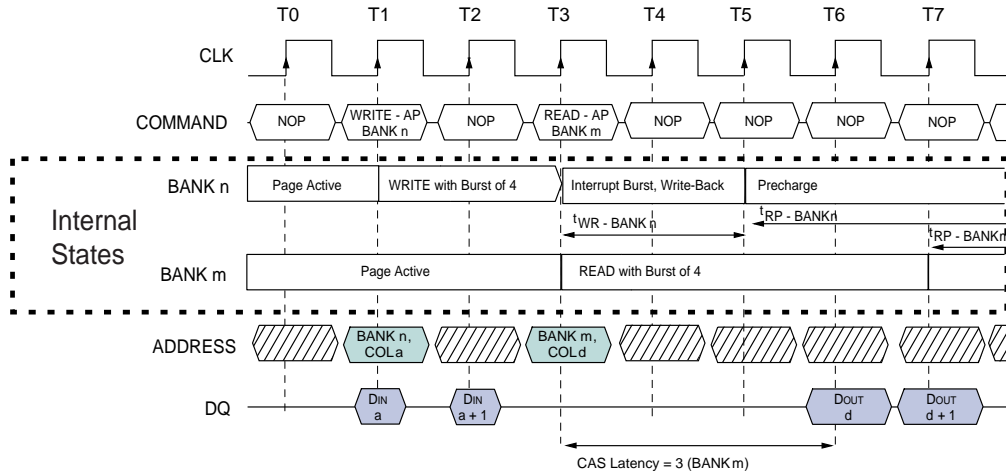 T0 T1 T2 T3 T4 T5 T6 T7
CLK
COMMAND NOP WRITE - AP BANK n NOP READ - AP BANK m NOP NOP NOP NOP
Internal States
BANK n Page Active WRITE with Burst of 4 Interrupt Burst, Write-Back Precharge
tWR - BANK n tRP - BANK n
tRP - BANK
BANK m Page Active READ with Burst of 4
ADDRESS BANK n, COL a BANK m, COL d
DQ DIN a DIN a + 1 DOUT d DOUT d + 1
CAS Latency = 3 (BANK m)